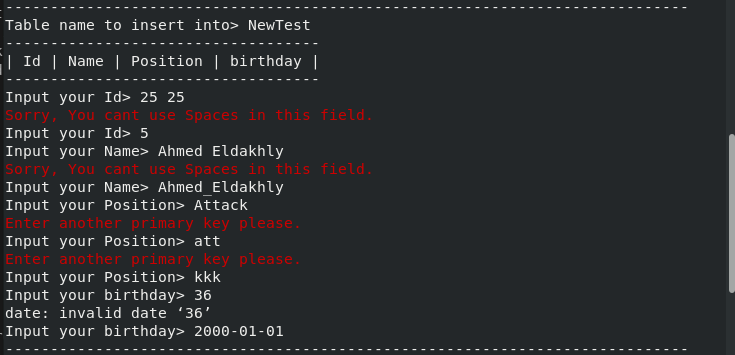 --------------------------------------------------------------------------
Table name to insert into> NewTest
-----------------------------------
| Id | Name | Position | birthday |
-----------------------------------
Input your Id> 25 25
Sorry, You cant use Spaces in this field.
Input your Id> 5
Input your Name> Ahmed Eldakhly
Sorry, You cant use Spaces in this field.
Input your Name> Ahmed_Eldakhly
Input your Position> Attack
Enter another primary key please.
Input your Position> att
Enter another primary key please.
Input your Position> kkk
Input your birthday> 36
date: invalid date ‘36’
Input your birthday> 2000-01-01
--------------------------------------------------------------------------